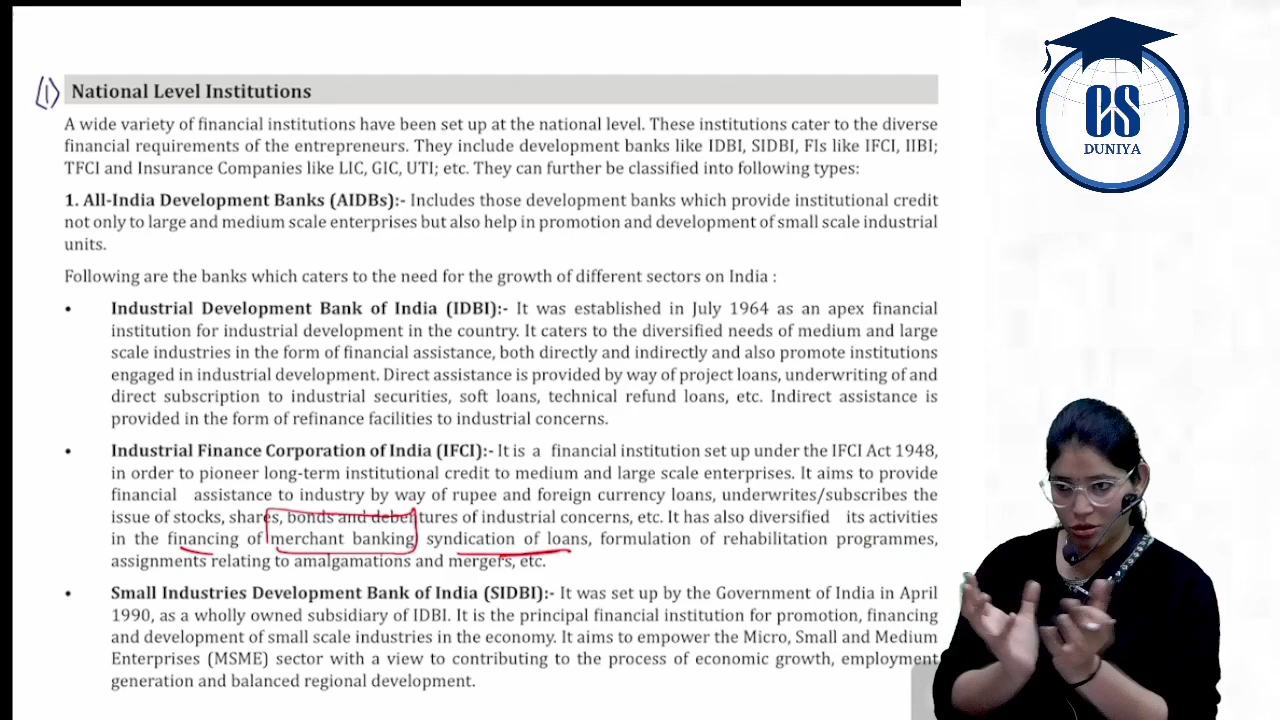 (1) National Level Institutions
A wide variety of financial institutions have been set up at the national level. These institutions cater to the diverse
financial requirements of the entrepreneurs. They include development banks like IDBI, SIDBI, FIs like IFCI, IIBI;
TFCI and Insurance Companies like LIC, GIC, UTI; etc. They can further be classified into following types:
1. All-India Development Banks (AIDBs):- Includes those development banks which provide institutional credit
not only to large and medium scale enterprises but also help in promotion and development of small scale industrial
units.
Following are the banks which caters to the need for the growth of different sectors on India :
• Industrial Development Bank of India (IDBI):- It was established in July 1964 as an apex financial
institution for industrial development in the country. It caters to the diversified needs of medium and large
scale industries in the form of financial assistance, both directly and indirectly and also promote institutions
engaged in industrial development. Direct assistance is provided by way of project loans, underwriting of and
direct subscription to industrial securities, soft loans, technical refund loans, etc. Indirect assistance is
provided in the form of refinance facilities to industrial concerns.
• Industrial Finance Corporation of India (IFCI):- It is a financial institution set up under the IFCI Act 1948,
in order to pioneer long-term institutional credit to medium and large scale enterprises. It aims to provide
financial assistance to industry by way of rupee and foreign currency loans, underwrites/subscribes the
issue of stocks, shares, bonds and debentures of industrial concerns, etc. It has also diversified its activities
in the financing of merchant banking, syndication of loans, formulation of rehabilitation programmes,
assignments relating to amalgamations and mergers, etc.
• Small Industries Development Bank of India (SIDBI):- It was set up by the Government of India in April
1990, as a wholly owned subsidiary of IDBI. It is the principal financial institution for promotion, financing
and development of small scale industries in the economy. It aims to empower the Micro, Small and Medium
Enterprises (MSME) sector with a view to contributing to the process of economic growth, employment
generation and balanced regional development.
CS
DUNIYA